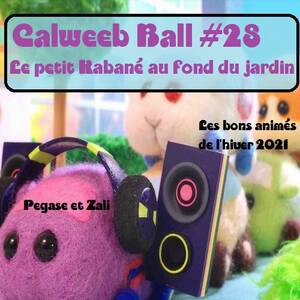 Calweeb Ball #28
Le petit Kabané au fond du jardin
Les bons animés
de l'hiver 2021
Pegase et Zali